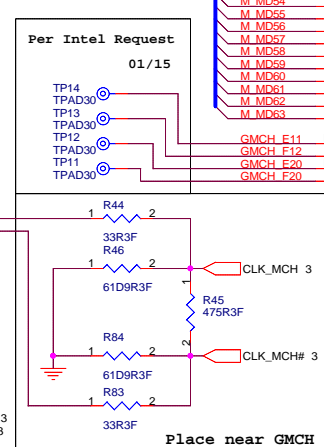 M_MD54
M_MD55
M_MD56
M_MD57
M_MD58
M_MD59
M_MD60
M_MD61
M_MD62
M_MD63
Per Intel Request
01/15
TP14
TPAD30
TP13
TPAD30
TP12
TPAD30
TP11
TPAD30
GMCH_E11
GMCH_F12
GMCH_E20
GMCH_F20
R44
1 2
33R3F
R46
1 2
61D9R3F
CLK_MCH 3
1
R45
475R3F
2
R84
1 2
61D9R3F
CLK_MCH# 3
R83
1 2
33R3F
3
Place near GMCH